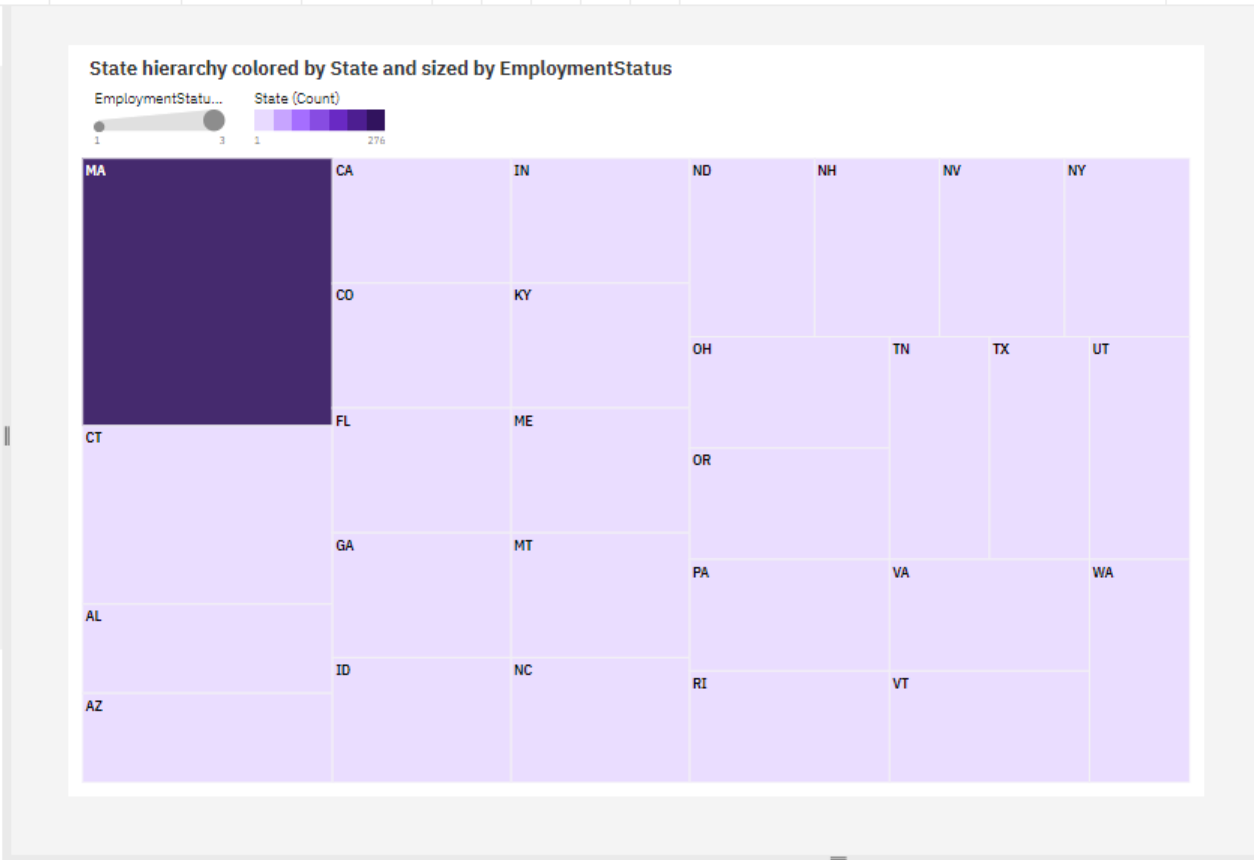 State hierarchy colored by State and sized by EmploymentStatus
EmploymentStatu... State (Count)
1 3 1 276
MA CA IN ND NH NV NY
CO KY
OH TN TX UT
FL ME
CT
OR
GA MT
PA VA WA
AL
ID NC
RI VT
AZ